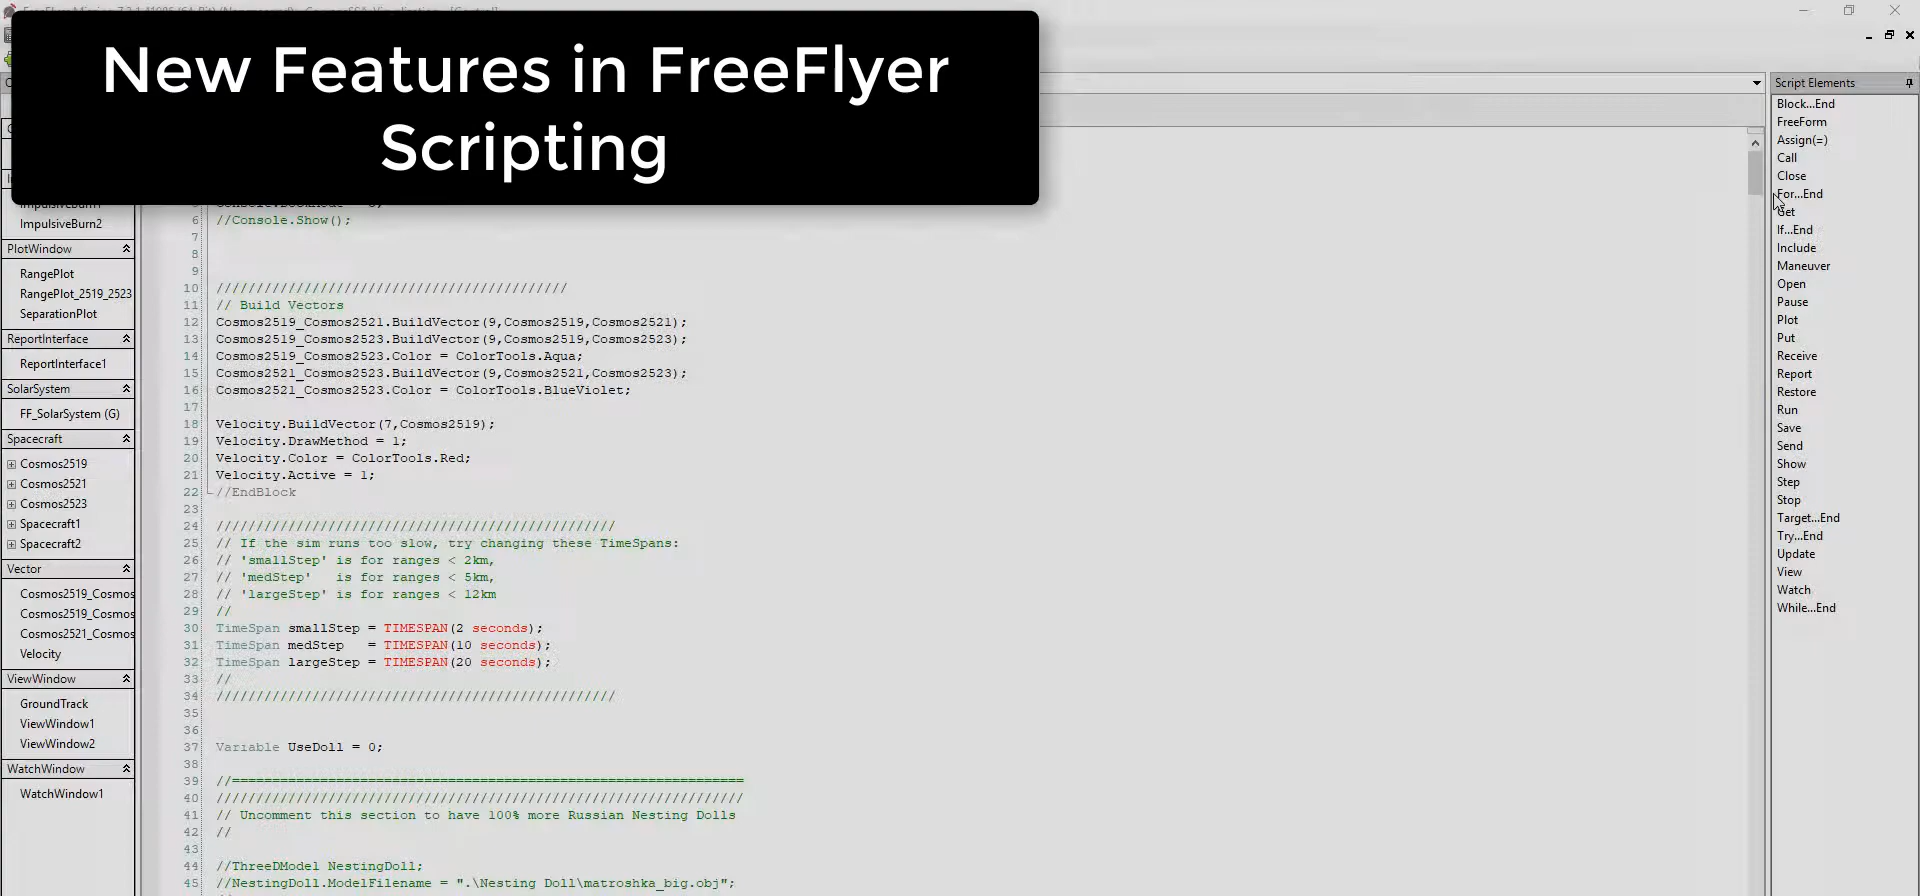 New Features in FreeFlyer
Scripting
ImpulsiveBurn1
ImpulsiveBurn2
PlotWindow
RangePlot
RangePlot_2519_2523
SeparationPlot
ReportInterface
ReportInterface1
SolarSystem
FF_SolarSystem (G)
Spacecraft
Cosmos2519
Cosmos2521
Cosmos2523
Spacecraft1
Spacecraft2
Vector
Cosmos2519_Cosmos
Cosmos2519_Cosmos
Cosmos2521_Cosmos
Velocity
ViewWindow
GroundTrack
ViewWindow1
ViewWindow2
WatchWindow
WatchWindow1
6 //Console.Show();
7
8
9
10 ////////////////////////////////////////////
11 // Build Vectors
12 Cosmos2519_Cosmos2521.BuildVector(9,Cosmos2519,Cosmos2521);
13 Cosmos2519_Cosmos2523.BuildVector(9,Cosmos2519,Cosmos2523);
14 Cosmos2519_Cosmos2523.Color = ColorTools.Aqua;
15 Cosmos2521_Cosmos2523.BuildVector(9,Cosmos2521,Cosmos2523);
16 Cosmos2521_Cosmos2523.Color = ColorTools.BlueViolet;
17
18 Velocity.BuildVector(7,Cosmos2519);
19 Velocity.DrawMethod = 1;
20 Velocity.Color = ColorTools.Red;
21 Velocity.Active = 1;
22 //EndBlock
23
24 //////////////////////////////////////////////////
25 // If the sim runs too slow, try changing these TimeSpans:
26 // 'smallStep' is for ranges < 2km,
27 // 'medStep'   is for ranges < 5km,
28 // 'largeStep' is for ranges < 12km
29 //
30 TimeSpan smallStep = TIMESPAN(2 seconds);
31 TimeSpan medStep   = TIMESPAN(10 seconds);
32 TimeSpan largeStep = TIMESPAN(20 seconds);
33 //
34 //////////////////////////////////////////////////
35
36
37 Variable UseDoll = 0;
38
39 //================================================================
40 //////////////////////////////////////////////////////////////////
41 // Uncomment this section to have 100% more Russian Nesting Dolls
42 //
43
44 //ThreeDModel NestingDoll;
45 //NestingDoll.ModelFilename = ".\Nesting Doll\matroshka_big.obj";
Script Elements
Block...End
FreeForm
Assign(=)
Call
Close
For...End
Get
If...End
Include
Maneuver
Open
Pause
Plot
Put
Receive
Report
Restore
Run
Save
Send
Show
Step
Stop
Target...End
Try...End
Update
View
Watch
While...End